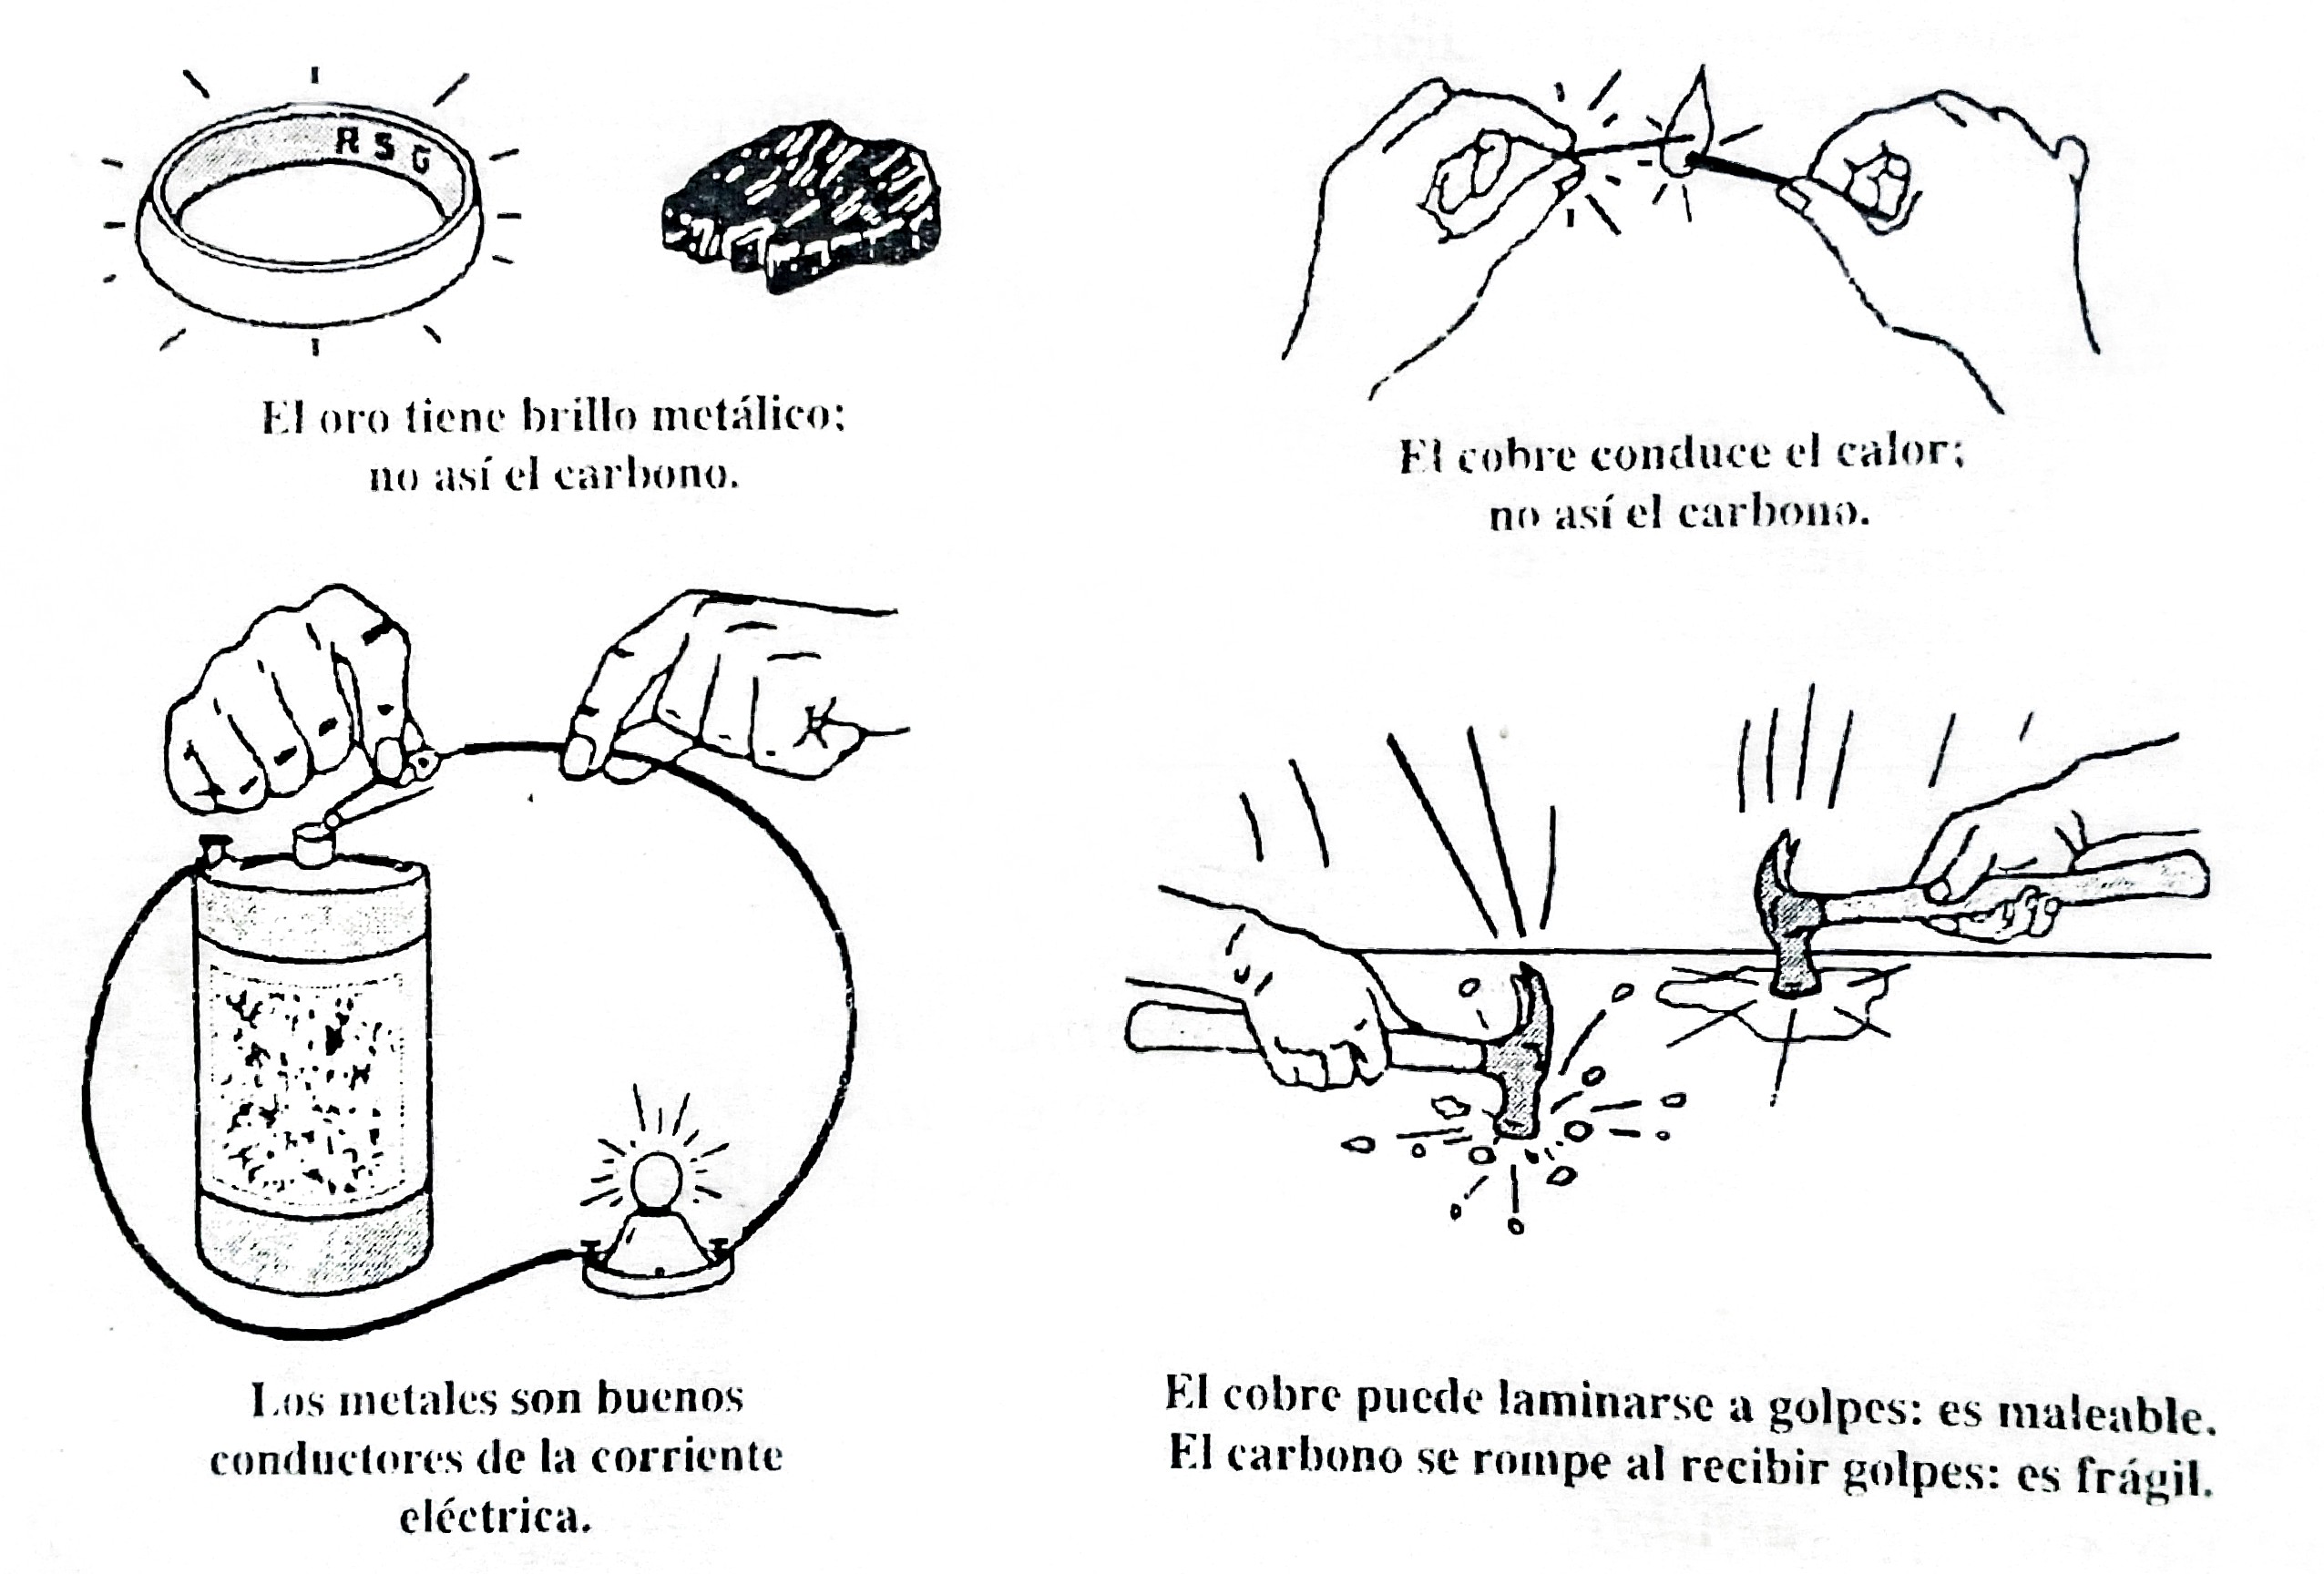 R S G
El oro tiene brillo metálico;
no así el carbono.
El cobre conduce el calor;
no así el carbono.
Los metales son buenos
conductores de la corriente
eléctrica.
El cobre puede laminarse a golpes: es maleable.
El carbono se rompe al recibir golpes: es frágil.